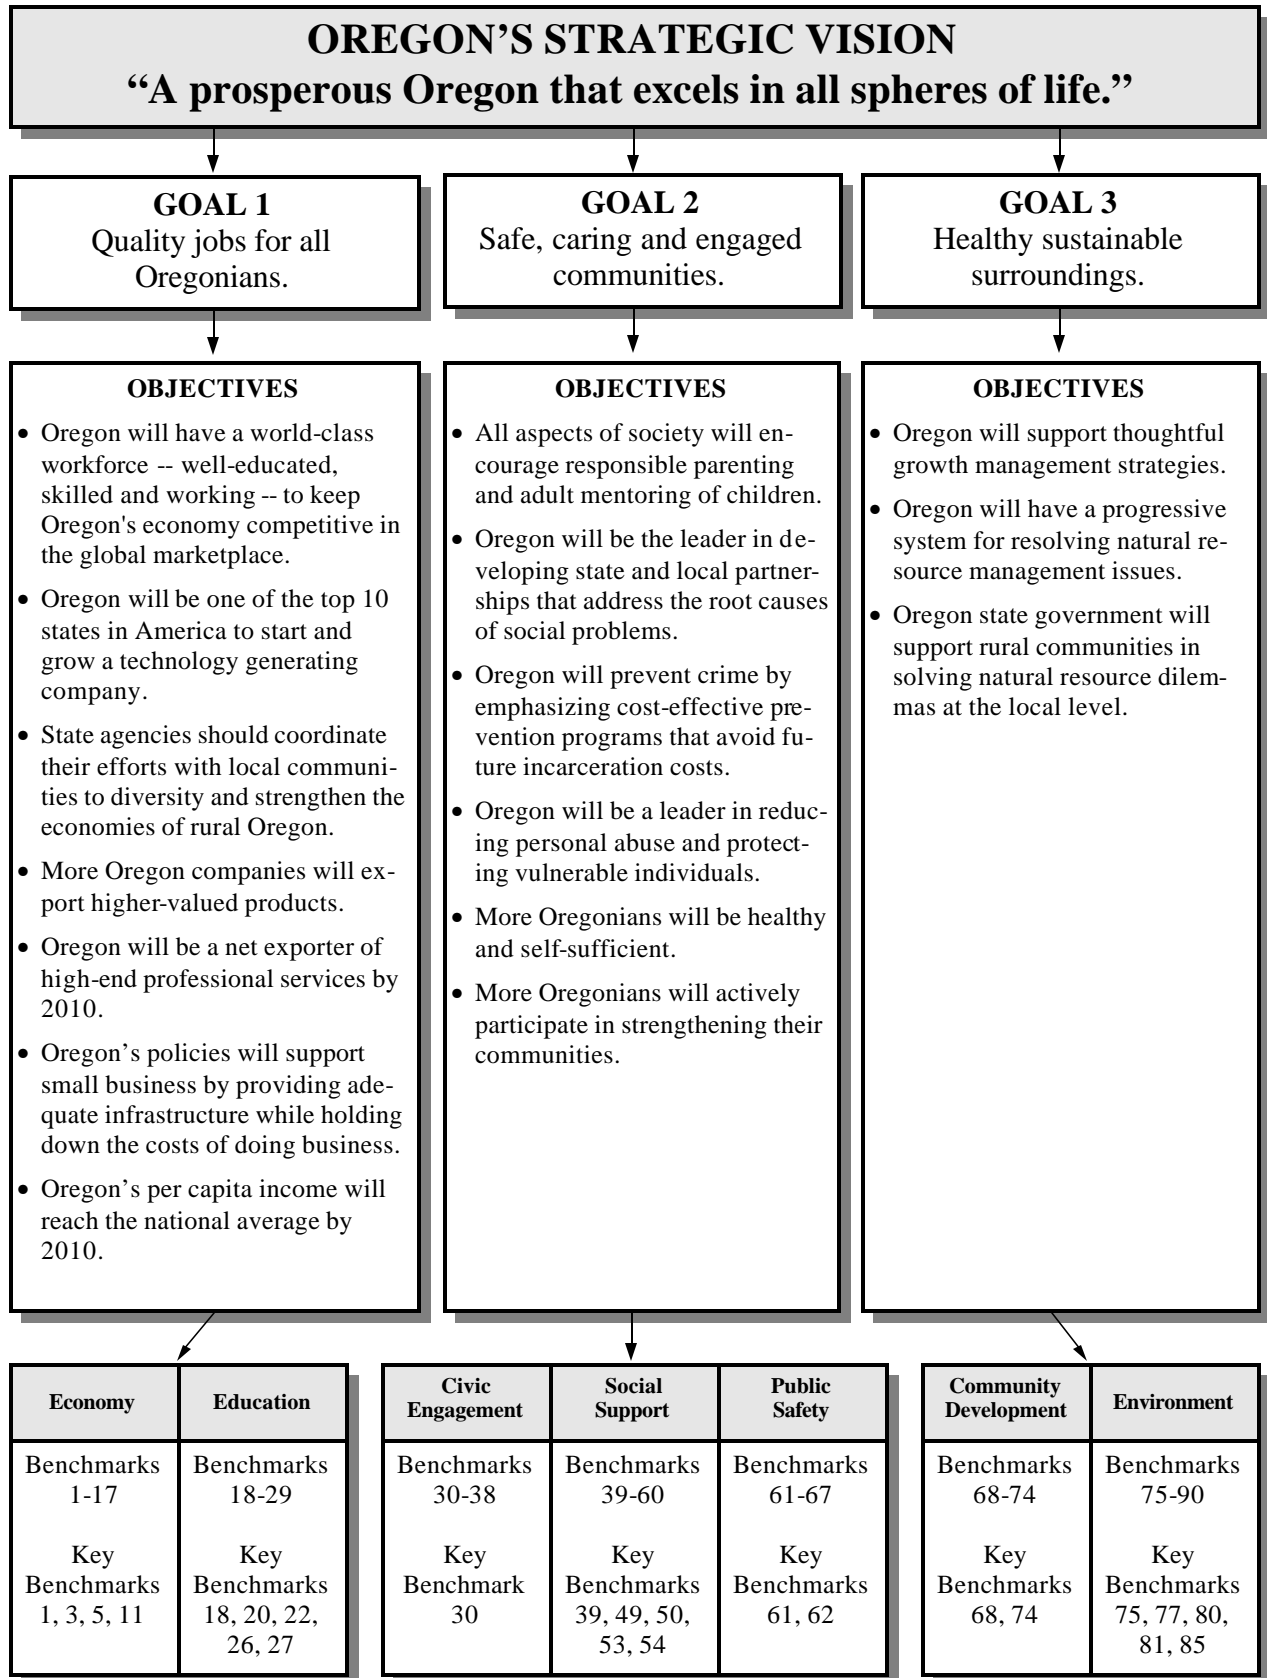 OREGON’S STRATEGIC VISION
“A prosperous Oregon that excels in all spheres of life.”
GOAL 1
Quality jobs for all
Oregonians.
GOAL 2
Safe, caring and engaged
communities.
GOAL 3
Healthy sustainable
surroundings.
OBJECTIVES
• Oregon will have a world-class
workforce -- well-educated,
skilled and working -- to keep
Oregon's economy competitive in
the global marketplace.
• Oregon will be one of the top 10
states in America to start and
grow a technology generating
company.
• State agencies should coordinate
their efforts with local communi-
ties to diversity and strengthen the
economies of rural Oregon.
• More Oregon companies will ex-
port higher-valued products.
• Oregon will be a net exporter of
high-end professional services by
2010.
• Oregon’s policies will support
small business by providing ade-
quate infrastructure while holding
down the costs of doing business.
• Oregon’s per capita income will
reach the national average by
2010.
OBJECTIVES
• All aspects of society will en-
courage responsible parenting
and adult mentoring of children.
• Oregon will be the leader in de-
veloping state and local partner-
ships that address the root causes
of social problems.
• Oregon will prevent crime by
emphasizing cost-effective pre-
vention programs that avoid fu-
ture incarceration costs.
• Oregon will be a leader in reduc-
ing personal abuse and protect-
ing vulnerable individuals.
• More Oregonians will be healthy
and self-sufficient.
• More Oregonians will actively
participate in strengthening their
communities.
OBJECTIVES
• Oregon will support thoughtful
growth management strategies.
• Oregon will have a progressive
system for resolving natural re-
source management issues.
• Oregon state government will
support rural communities in
solving natural resource dilem-
mas at the local level.
Economy
Benchmarks
1-17
Key
Benchmarks
1, 3, 5, 11
Education
Benchmarks
18-29
Key
Benchmarks
18, 20, 22,
26, 27
Civic
Engagement
Benchmarks
30-38
Key
Benchmark
30
Social
Support
Benchmarks
39-60
Key
Benchmarks
39, 49, 50,
53, 54
Public
Safety
Benchmarks
61-67
Key
Benchmarks
61, 62
Community
Development
Benchmarks
68-74
Key
Benchmarks
68, 74
Environment
Benchmarks
75-90
Key
Benchmarks
75, 77, 80,
81, 85